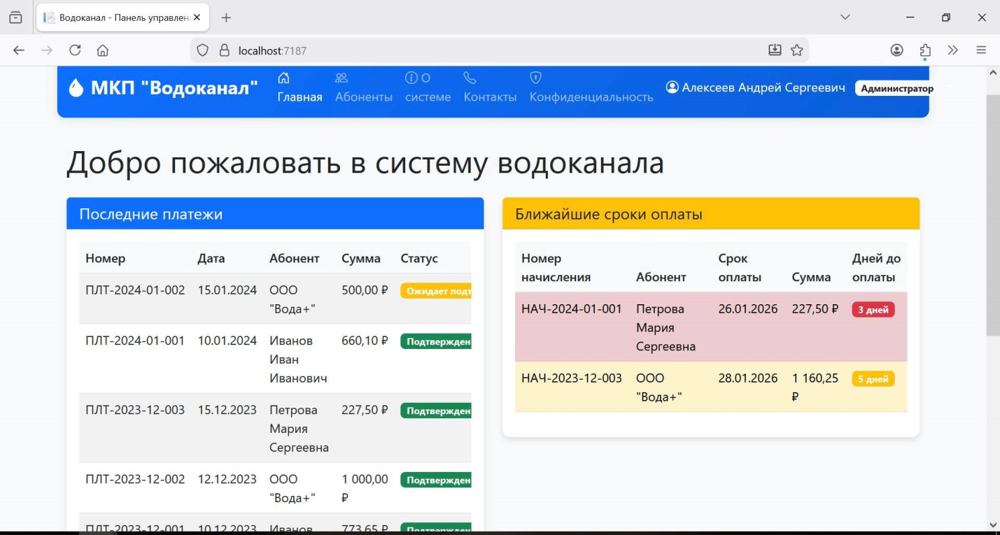 Водоканал - Панель управлен
localhost:7187
МКП "Водоканал"
Главная
Абоненты
О
системе
Контакты
Конфиденциальность
Алексеев Андрей Сергеевич
Администратор
Добро пожаловать в систему водоканала
Последние платежи
Номер Дата Абонент Сумма Статус
ПЛТ-2024-01-002 15.01.2024 ООО 500,00 ₽ Ожидает подт
"Вода+"
ПЛТ-2024-01-001 10.01.2024 Иванов 660,10 ₽ Подтвержден
Иван
Иванович
ПЛТ-2023-12-003 15.12.2023 Петрова 227,50 ₽ Подтвержден
Мария
Сергеевна
ПЛТ-2023-12-002 12.12.2023 ООО 1 000,00 Подтвержден
"Вода+" ₽
ПЛТ-2023-12-001 10.12.2023 Иванов 773,65 ₽ Подтвержден
Ближайшие сроки оплаты
Номер Срок Дней до
начисления Абонент оплаты Сумма оплаты
НАЧ-2024-01-001 Петрова 26.01.2026 227,50 ₽ 3 дней
Мария
Сергеевна
НАЧ-2023-12-003 ООО 28.01.2026 1 160,25 5 дней
"Вода+" ₽